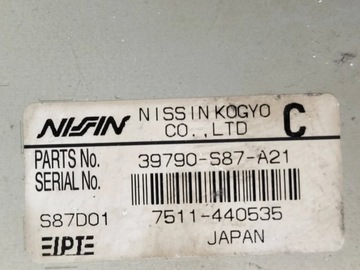 NISSIN NISSIN KOGYO CO.,LTD C
PARTS No. 39790-S87-A21
SERIAL No.
S87D01 7511-440535
EIPTE JAPAN